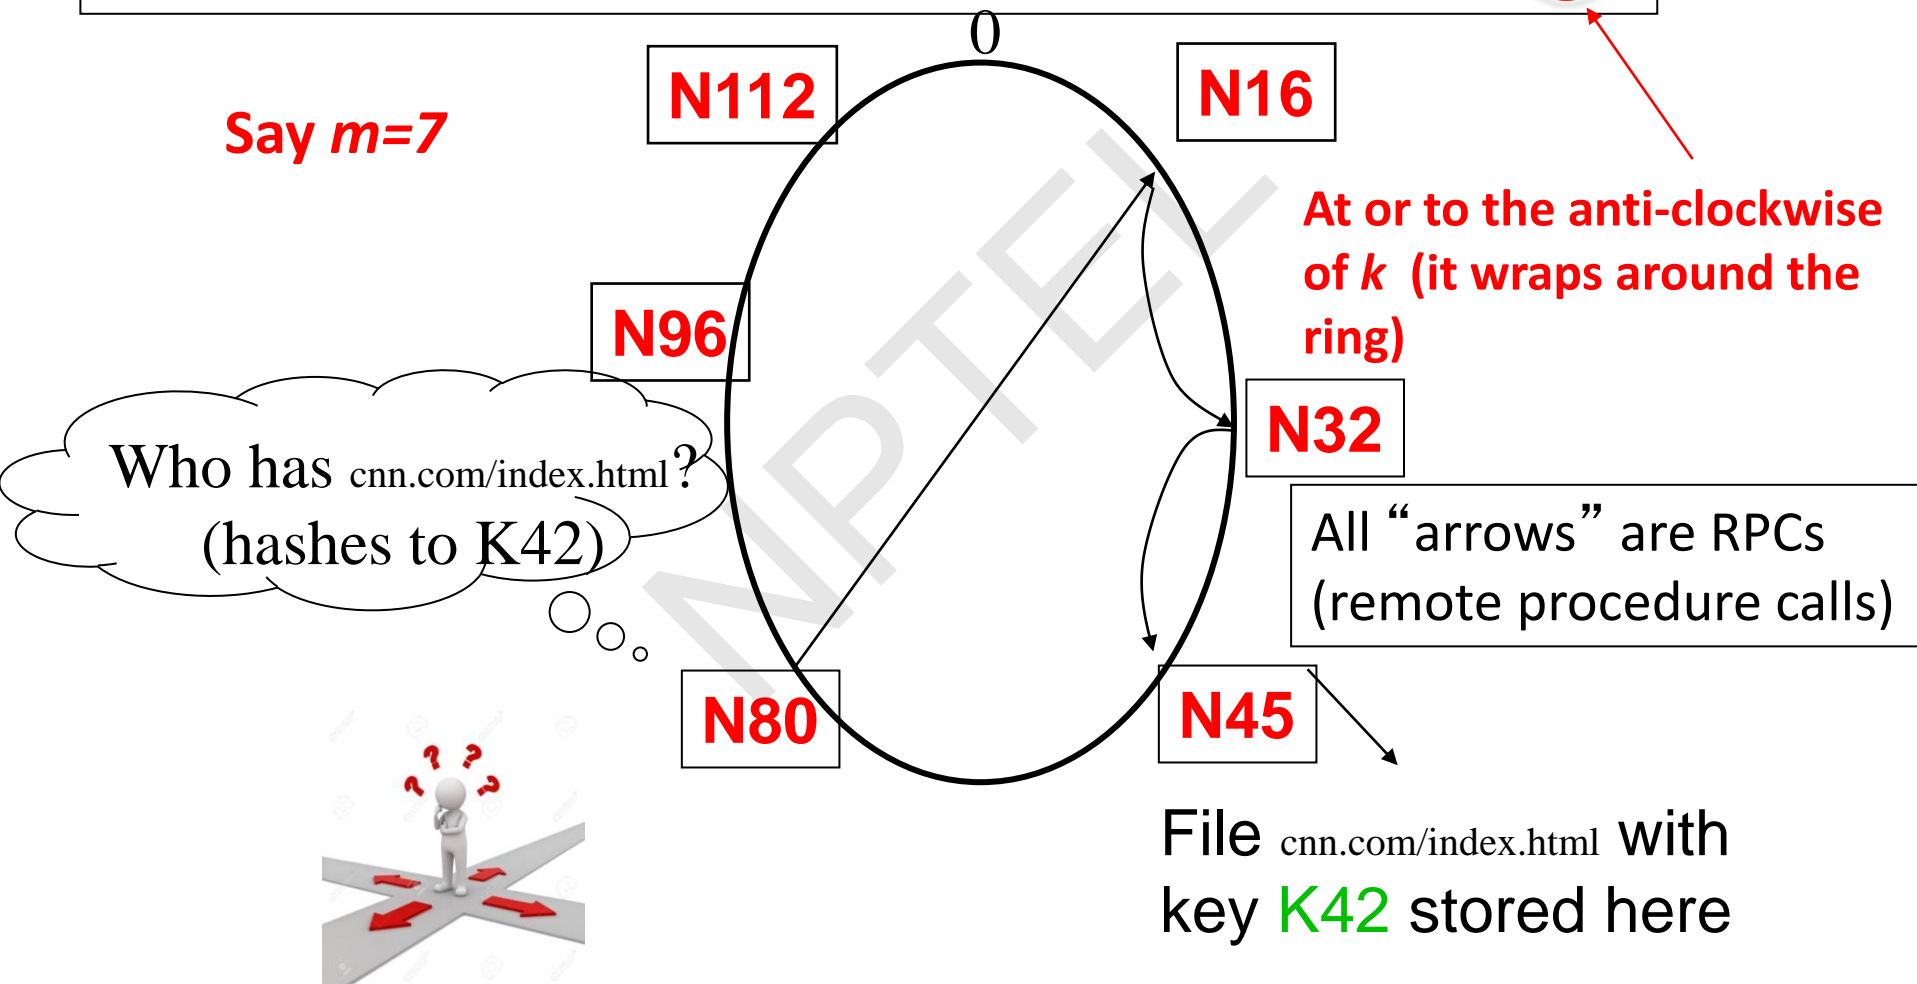 0
N112
N16
Say m=7
At or to the anti-clockwise
of k (it wraps around the
ring)
N96
N32
Who has cnn.com/index.html?
(hashes to K42)
All “arrows” are RPCs
(remote procedure calls)
N80
N45
File cnn.com/index.html with
key K42 stored here
NPTEL
? ? ? ?